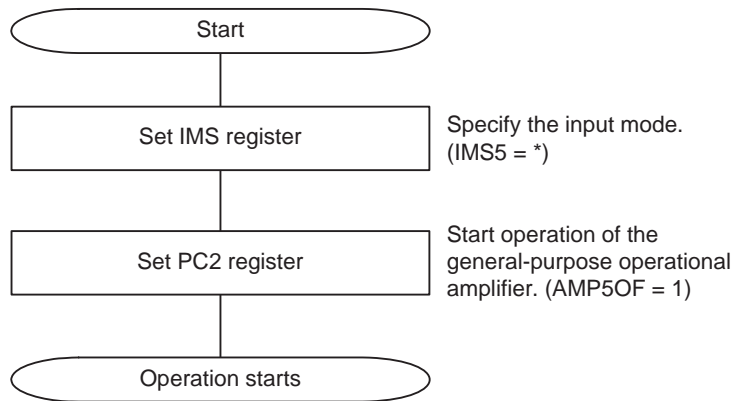 Start
Set IMS register
Specify the input mode.
(IMS5 = *)
Set PC2 register
Start operation of the
general-purpose operational
amplifier. (AMP5OF = 1)
Operation starts